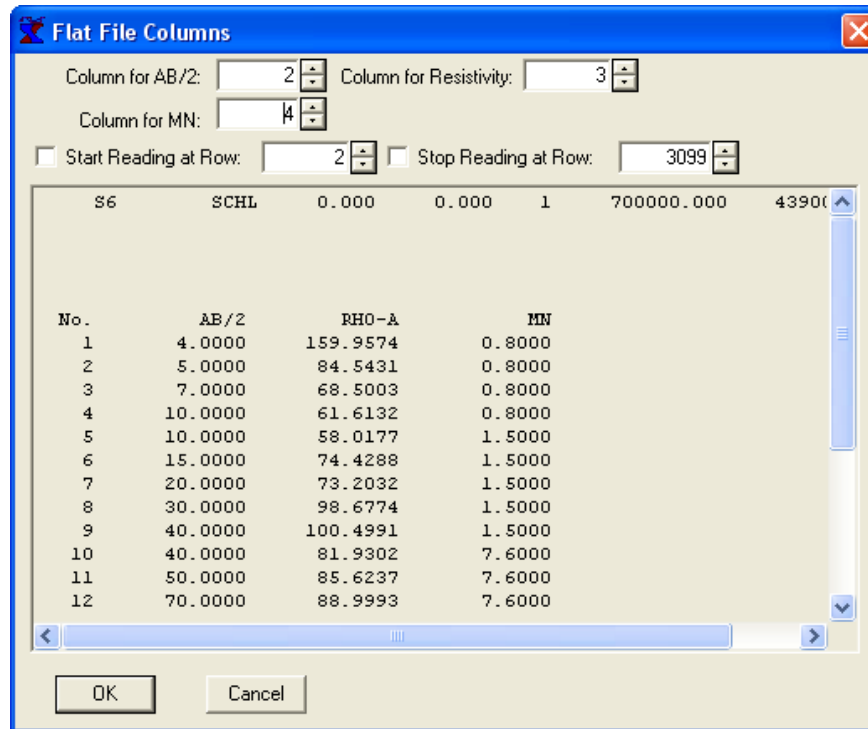 Flat File Columns
Column for AB/2: 2 Column for Resistivity: 3
Column for MN: 4
Start Reading at Row: 2 Stop Reading at Row: 3099
S6 SCHL 0.000 0.000 1 700000.000 4390
No. AB/2 RHO-A MN
1 4.0000 159.9574 0.8000
2 5.0000 84.5431 0.8000
3 7.0000 68.5003 0.8000
4 10.0000 61.6132 0.8000
5 10.0000 58.0177 1.5000
6 15.0000 74.4288 1.5000
7 20.0000 73.2032 1.5000
8 30.0000 98.6774 1.5000
9 40.0000 100.4991 1.5000
10 40.0000 81.9302 7.6000
11 50.0000 85.6237 7.6000
12 70.0000 88.9993 7.6000
OK Cancel